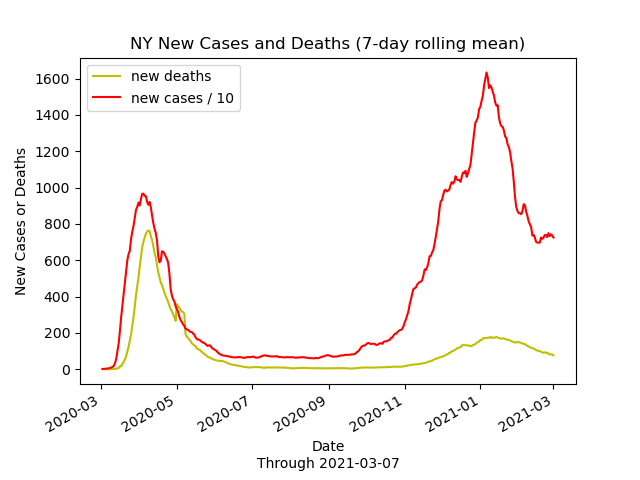 NY New Cases and Deaths (7-day rolling mean)
new deaths
new cases / 10
New Cases or Deaths
1600
1400
1200
1000
800
600
400
200
0
2020-03
2020-05
2020-07
2020-09
2020-11
2021-01
2021-03
Date
Through 2021-03-07